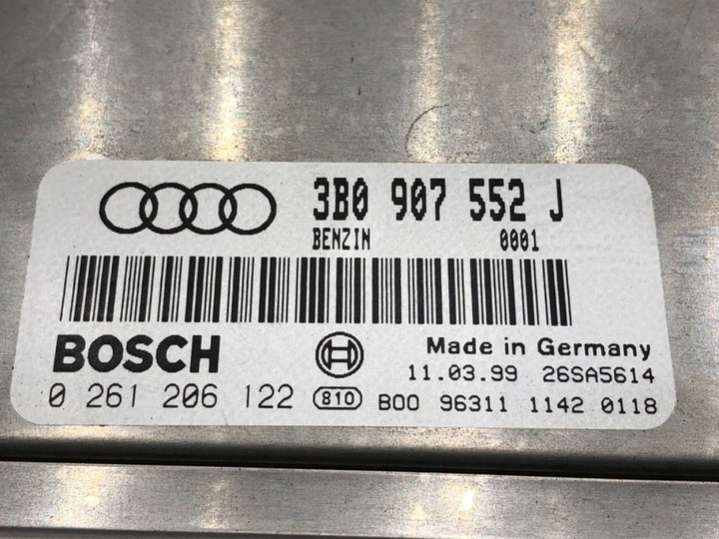 3B0 907 552 J
BENZIN 0001
BOSCH
Made in Germany
11.03.99 26SA5614
0 261 206 122 810 B00 96311 1142 0118